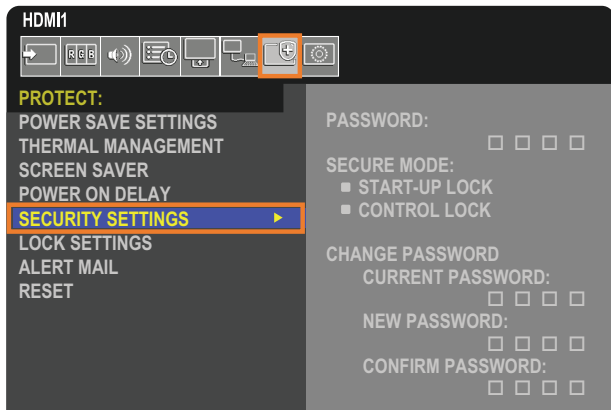 HDMI1
R G B
PROTECT:
POWER SAVE SETTINGS
THERMAL MANAGEMENT
SCREEN SAVER
POWER ON DELAY
SECURITY SETTINGS
LOCK SETTINGS
ALERT MAIL
RESET
PASSWORD:
SECURE MODE:
START-UP LOCK
CONTROL LOCK
CHANGE PASSWORD
CURRENT PASSWORD:
NEW PASSWORD:
CONFIRM PASSWORD: